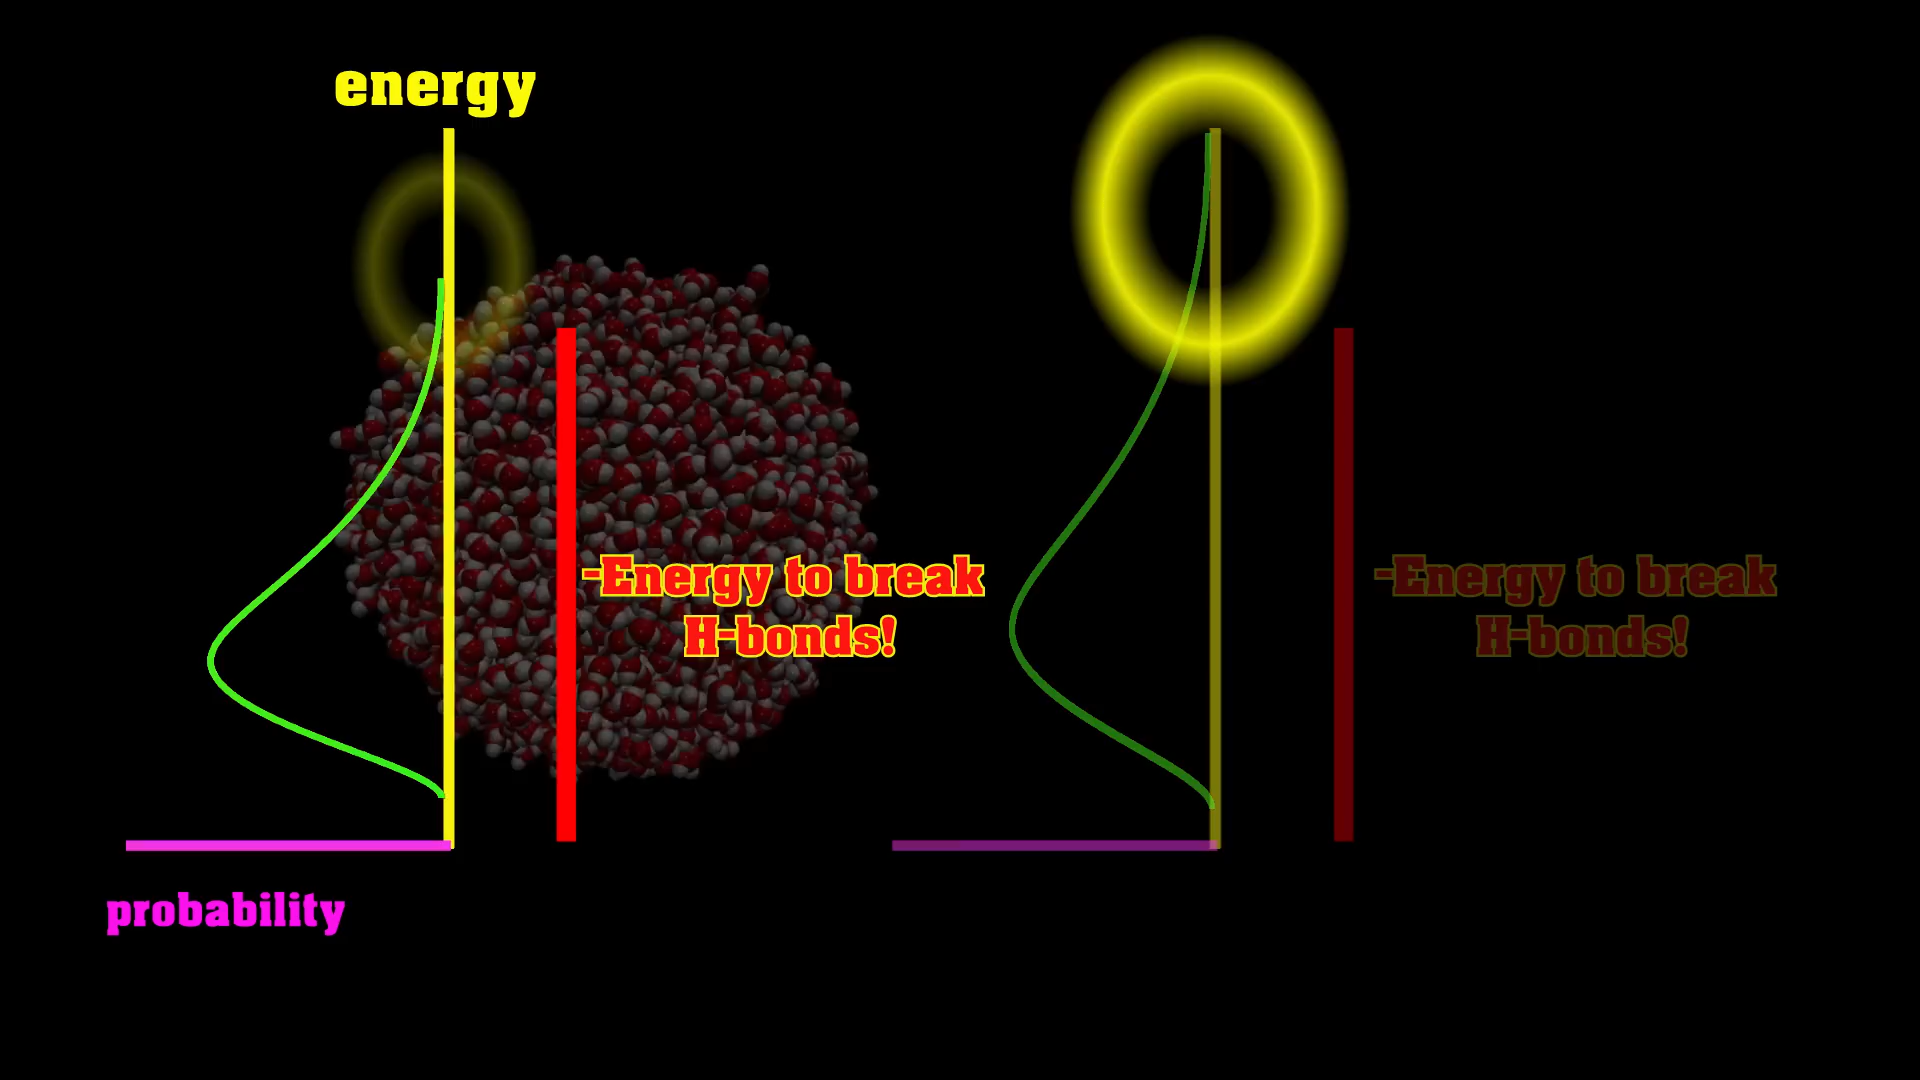 energy
-Energy to break
H-bonds!
-Energy to break
H-bonds!
probability